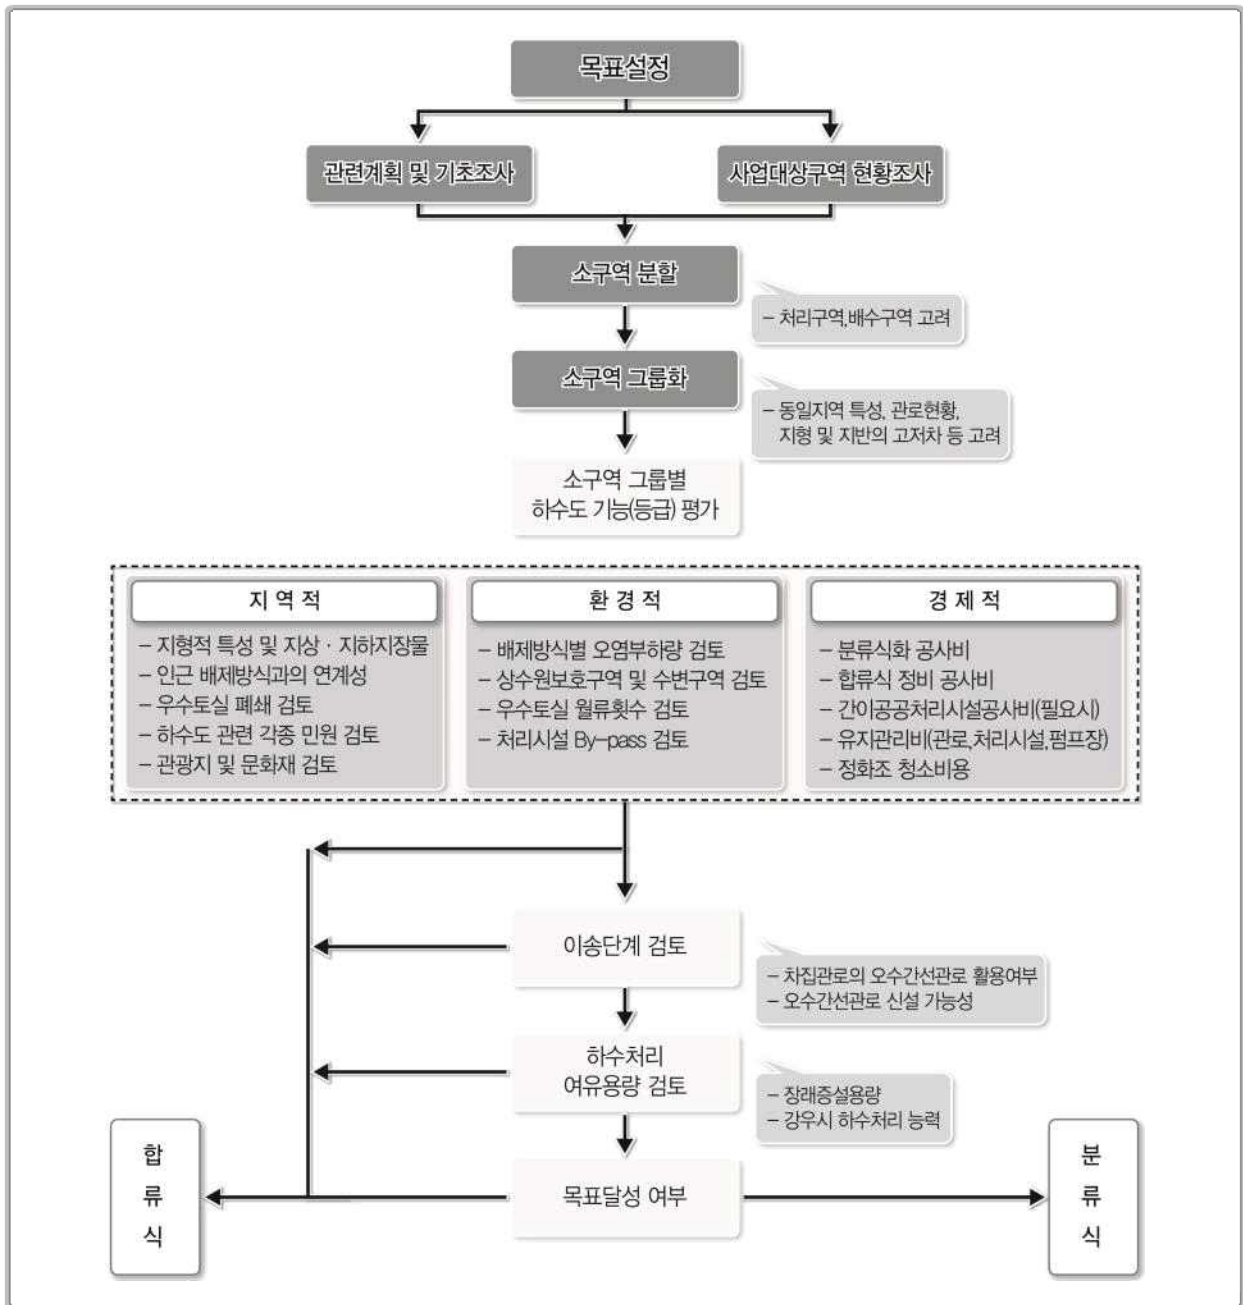 목표설정
관련계획 및 기초조사
사업대상구역 현황조사
소구역 분할
– 처리구역,배수구역 고려
소구역 그룹화
– 동일지역 특성, 관로현황,
지형 및 지반의 고저차 등 고려
소구역 그룹별
하수도 기능(등급) 평가
지 역 적
– 지형적 특성 및 지상 · 지하지장물
– 인근 배제방식과의 연계성
– 우수토실 폐쇄 검토
– 하수도 관련 각종 민원 검토
– 관광지 및 문화재 검토
환 경 적
– 배제방식별 오염부하량 검토
– 상수원보호구역 및 수변구역 검토
– 우수토실 월류횟수 검토
– 처리시설 By-pass 검토
경 제 적
– 분류식화 공사비
– 합류식 정비 공사비
– 간이공공처리시설공사비(필요시)
– 유지관리비(관로,처리시설,펌프장)
– 정화조 청소비용
이송단계 검토
– 차집관로의 오수간선관로 활용여부
– 오수간선관로 신설 가능성
하수처리
여유용량 검토
– 장래증설용량
– 강우시 하수처리 능력
합
류
식
목표달성 여부
분
류
식